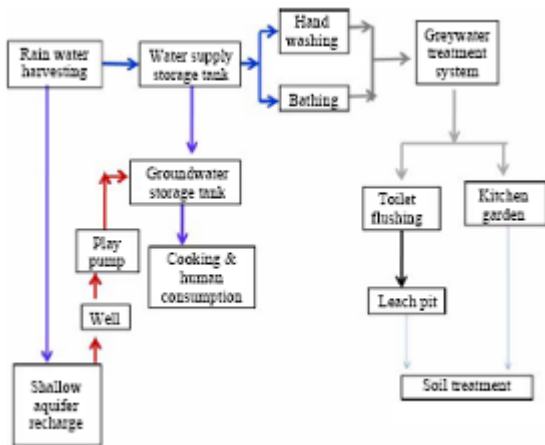 Rain water
harvesting
Water supply
storage tank
Hand
washing
Bathing
Greywater
treatment
system
Groundwater
storage tank
Toilet
flushing
Kitchen
garden
Play
pump
Cooking &
human
consumption
Leach pit
Well
Shallow
aquifer
recharge
Soil treatment